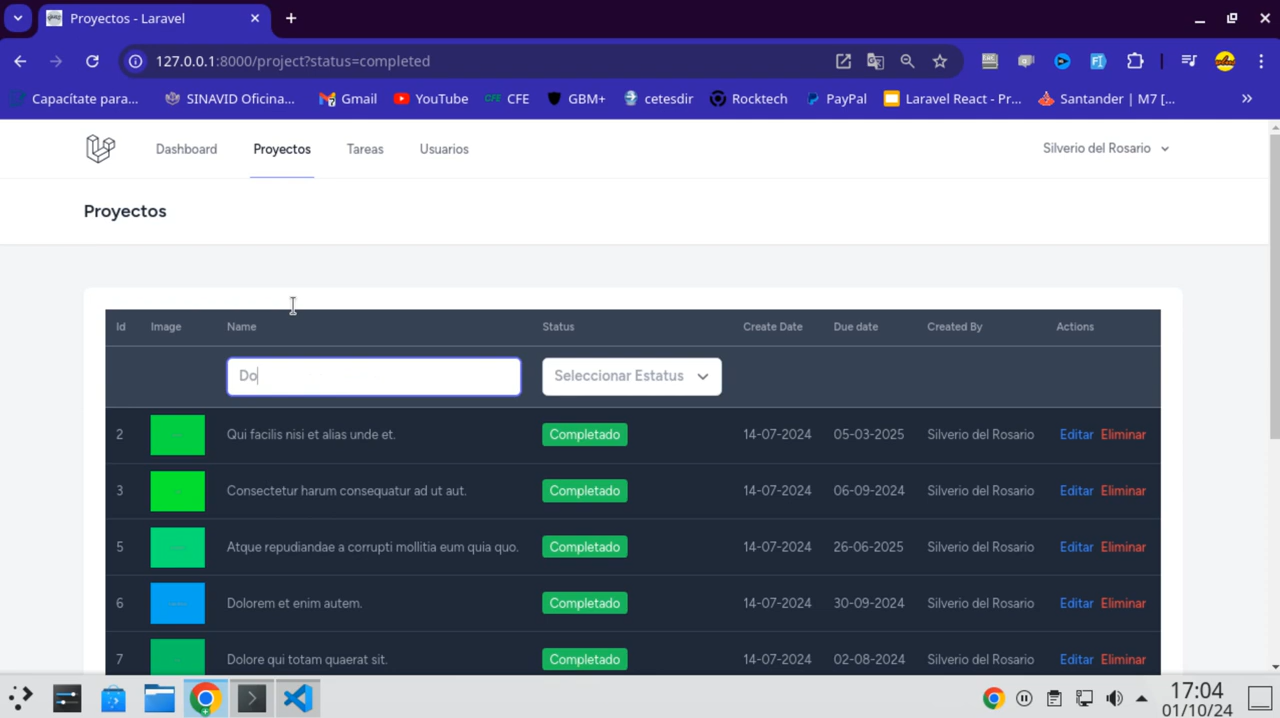 Proyectos - Laravel
127.0.0.1:8000/project?status=completed
Capacítate para...
SINAVID Oficina...
Gmail
YouTube
CFE CFE
GBM+
cetesdir
Rocktech
PayPal
Laravel React - Pr...
Santander | M7 [...
Dashboard
Proyectos
Tareas
Usuarios
Silverio del Rosario
Proyectos
Id Image Name Status Create Date Due date Created By Actions
Do Seleccionar Estatus
2 Qui facilis nisi et alias unde et. Completado 14-07-2024 05-03-2025 Silverio del Rosario Editar Eliminar
3 Consectetur harum consequatur ad ut aut. Completado 14-07-2024 06-09-2024 Silverio del Rosario Editar Eliminar
5 Atque repudiandae a corrupti mollitia eum quia quo. Completado 14-07-2024 26-06-2025 Silverio del Rosario Editar Eliminar
6 Dolorem et enim autem. Completado 14-07-2024 30-09-2024 Silverio del Rosario Editar Eliminar
7 Dolore qui totam quaerat sit. Completado 14-07-2024 02-08-2024 Silverio del Rosario Editar Eliminar
17:04
01/10/24